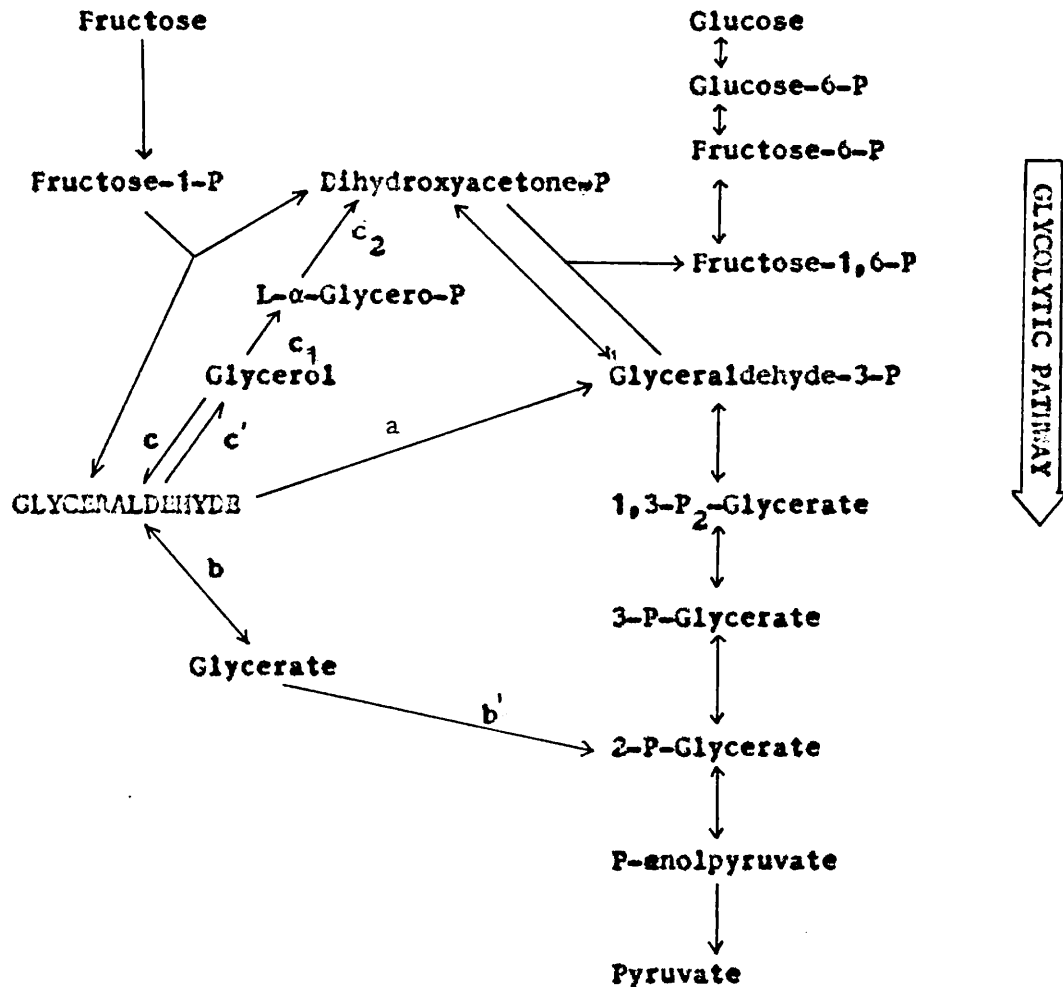 Fructose
Glucose
Glucose-6-P
Fructose-6-P
Fructose-1-P
Dihydroxyacetone-P
c2
Fructose-1,6-P
L-α-Glycero-P
c1
Glycerol
Glyceraldehyde-3-P
a
c
c'
GLYCERALDEHYDE
1,3-P2-Glycerate
b
3-P-Glycerate
Glycerate
b'
2-P-Glycerate
P-enolpyruvate
Pyruvate
GLYCOLYTIC PATHWAY